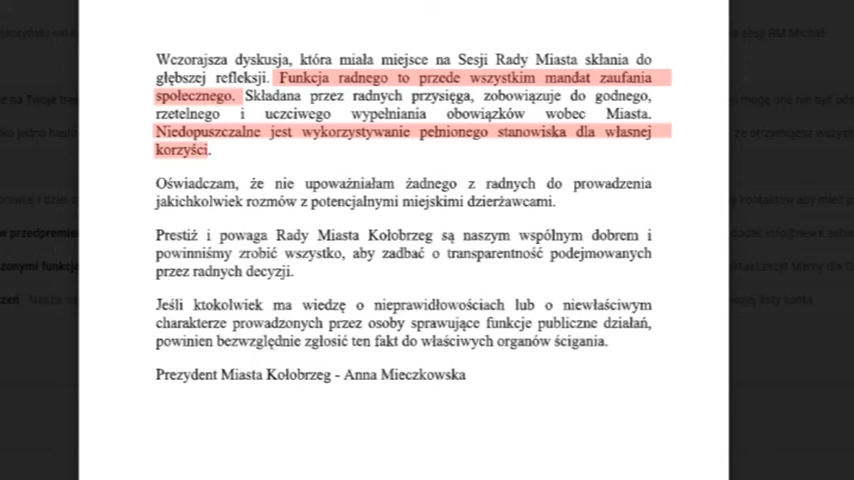 Wczorajsza dyskusja, która miała miejsce na Sesji Rady Miasta skłania do
głębszej refleksji. Funkcja radnego to przede wszystkim mandat zaufania
społecznego. Składana przez radnych przysięga, zobowiązuje do godnego,
rzetelnego i uczciwego wypełniania obowiązków wobec Miasta.
Niedopuszczalne jest wykorzystywanie pełnionego stanowiska dla własnej
korzyści.
Oświadczam, że nie upoważniałam żadnego z radnych do prowadzenia
jakichkolwiek rozmów z potencjalnymi miejskimi dzierżawcami.
Prestiż i powaga Rady Miasta Kołobrzeg są naszym wspólnym dobrem i
powinniśmy zrobić wszystko, aby zadbać o transparentność podejmowanych
przez radnych decyzji.
Jeśli ktokolwiek ma wiedzę o nieprawidłowościach lub o niewłaściwym
charakterze prowadzonych przez osoby sprawujące funkcje publiczne działań,
powinien bezwzględnie zgłosić ten fakt do właściwych organów ścigania.
Prezydent Miasta Kołobrzeg - Anna Mieczkowska